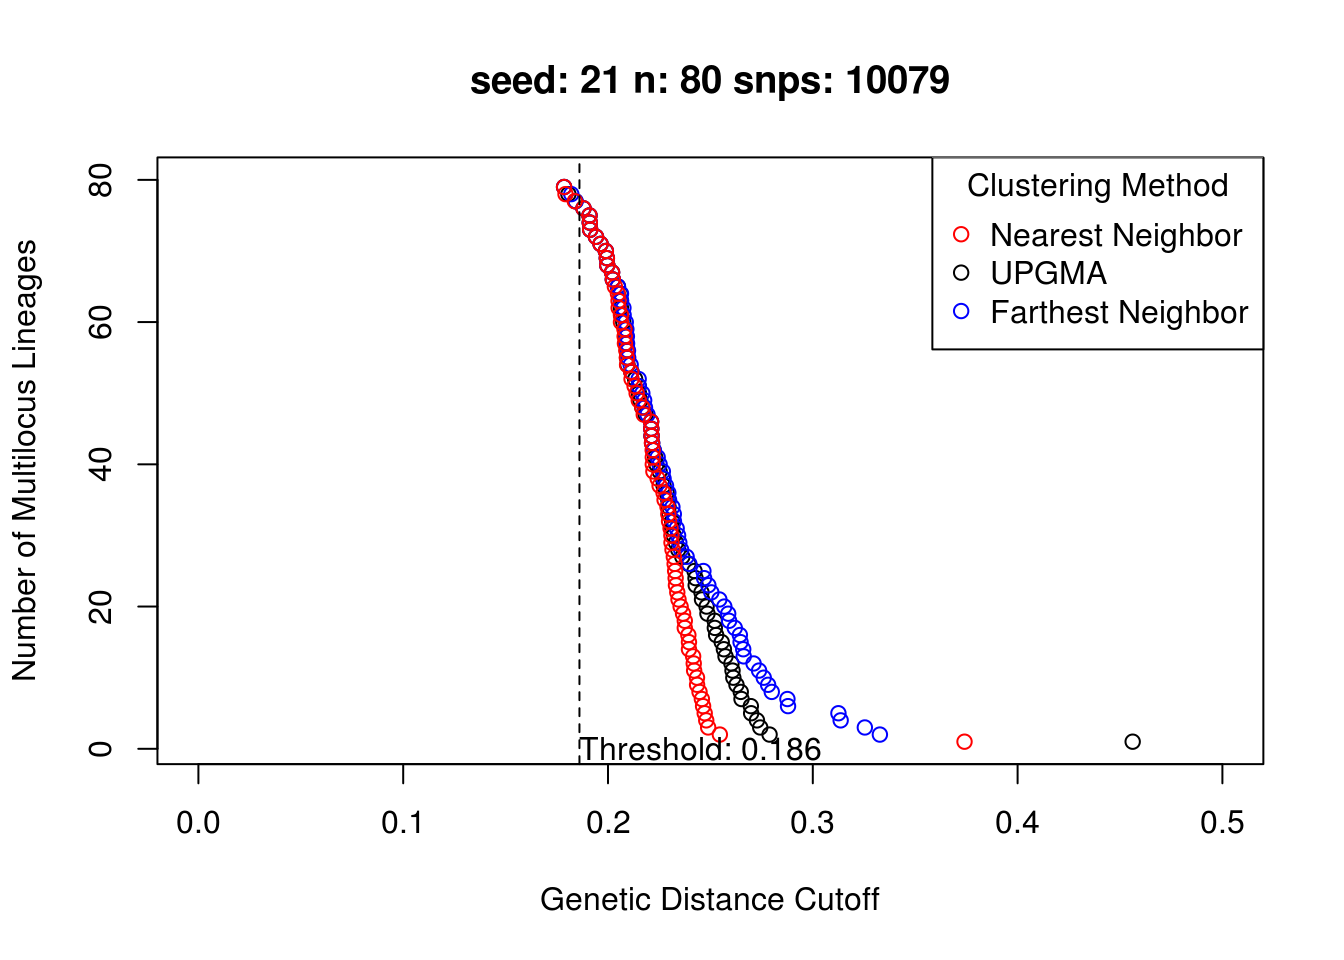 seed: 21 n: 80 snps: 10079
Number of Multilocus Lineages
80
60
40
20
0
Clustering Method
Nearest Neighbor
UPGMA
Farthest Neighbor
Threshold: 0.186
0.0 0.1 0.2 0.3 0.4 0.5
Genetic Distance Cutoff